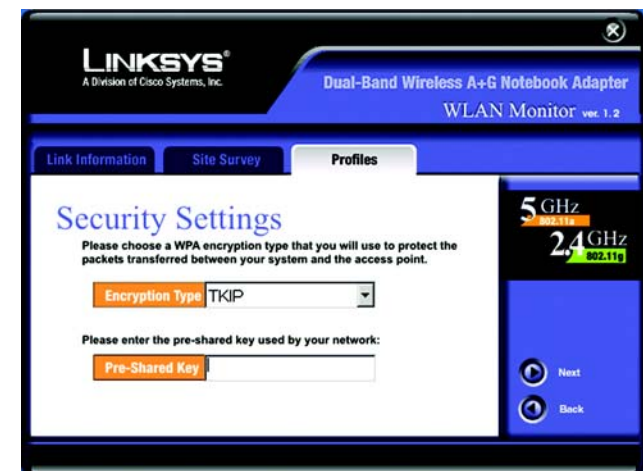 LINKSYS®
A Division of Cisco Systems, Inc.
Dual-Band Wireless A+G Notebook Adapter
WLAN Monitor ver. 1.2
Link Information
Site Survey
Profiles
Security Settings
Please choose a WPA encryption type that you will use to protect the
packets transferred between your system and the access point.
Encryption Type TKIP
Please enter the pre-shared key used by your network:
Pre-Shared Key
5 GHz
802.11a
2.4 GHz
802.11g
Next
Back